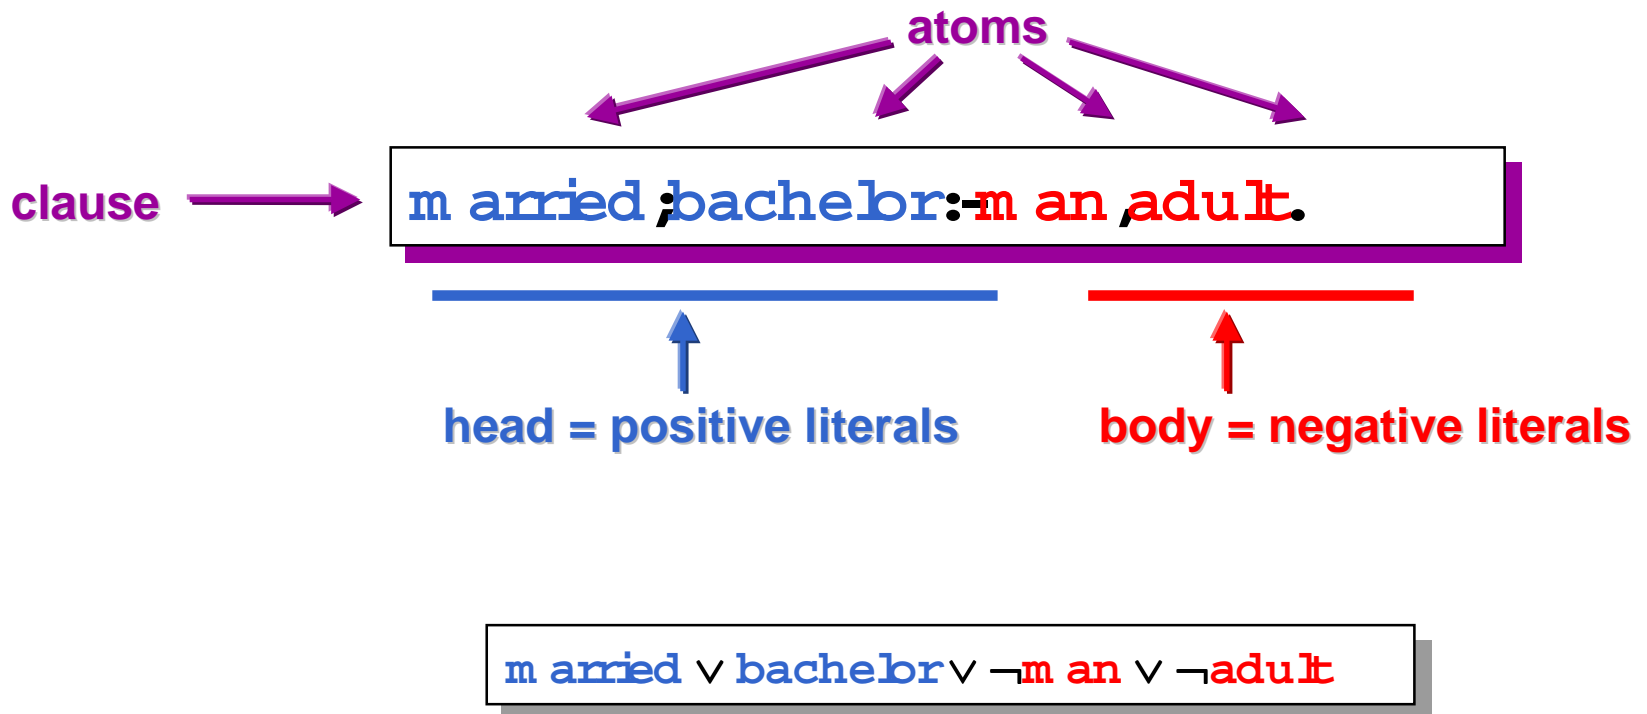 atoms
clause
married;bachelor:-man,adult.
head = positive literals
body = negative literals
married ∨ bachelor ∨ ¬man ∨ ¬adult